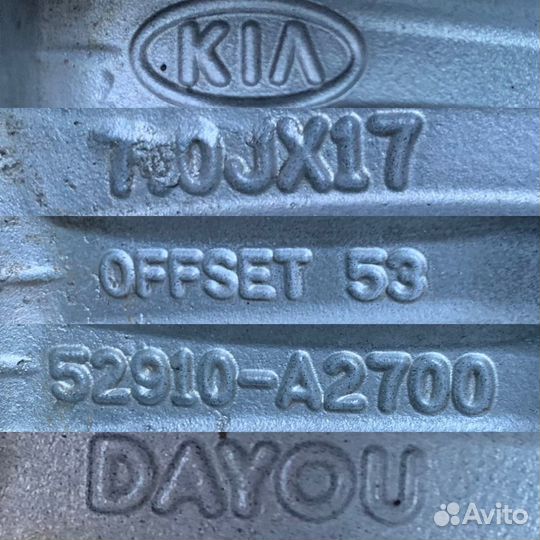 KIA
7.0JX17
OFFSET 53
52910-A2700
DAYOU
Avito